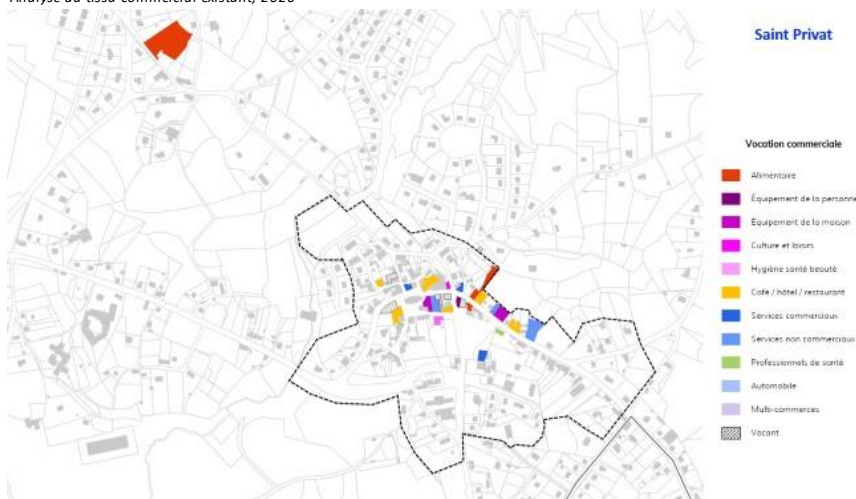 Analyse du tissu commercial existant, 2020
Saint Privat
Vocation commerciale
Alimentaire
Équipement de la personne
Équipement de la maison
Culture et loisirs
Hygiène santé beauté
Café / hôtel / restaurant
Services commerciaux
Services non commerciaux
Professionnels de santé
Automobile
Multi-commerces
Vacant